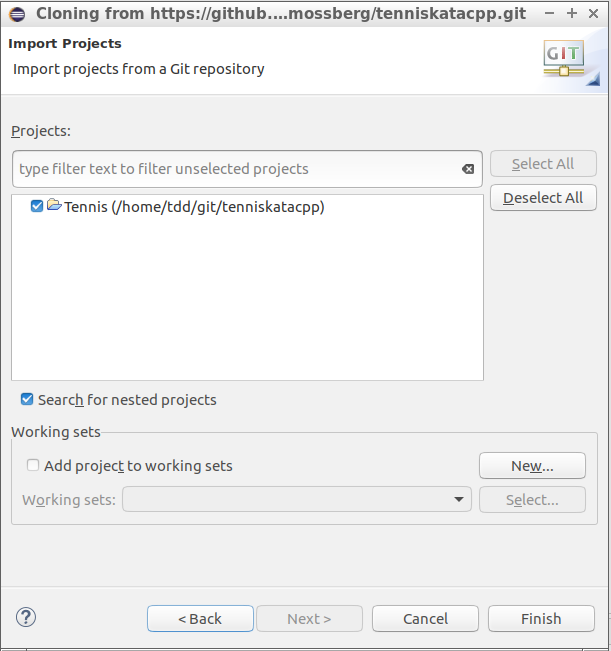 Cloning from https://github....mossberg/tenniskatacpp.git
Import Projects
Import projects from a Git repository
GIT
Projects:
type filter text to filter unselected projects
Select All
Tennis (/home/tdd/git/tenniskatacpp)
Deselect All
Search for nested projects
Working sets
Add project to working sets
New...
Working sets:
Select...
?
< Back
Next >
Cancel
Finish